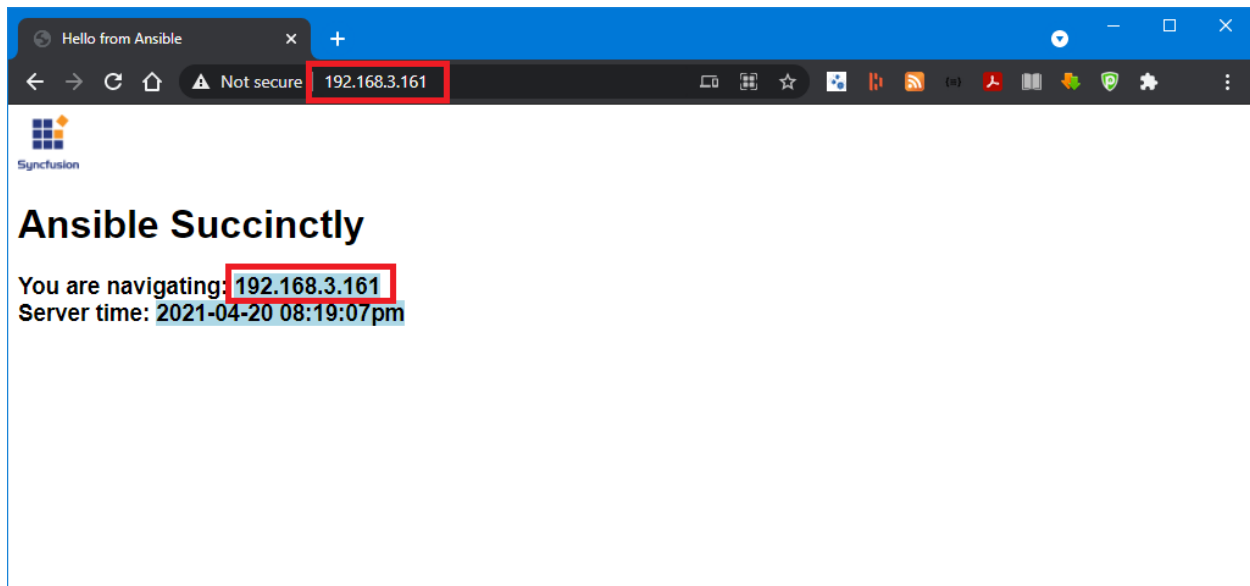 Hello from Ansible
Not secure 192.168.3.161
Syncfusion
Ansible Succinctly
You are navigating: 192.168.3.161
Server time: 2021-04-20 08:19:07pm